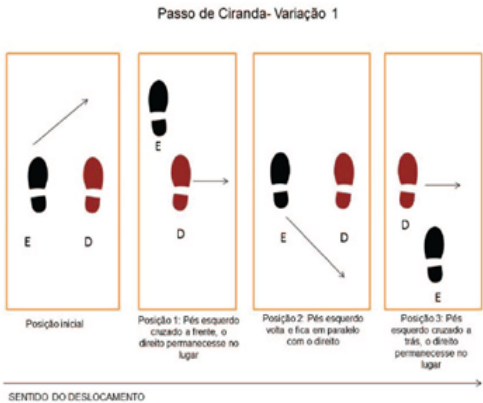 Passo de Ciranda- Variação 1
E
D
Posição inicial
E
D
Posição 1: Pés esquerdo
cruzado a frente, o
direito permanecesse no
lugar
E
D
Posição 2: Pés esquerdo
volta e fica em paralelo
com o direito
D
E
Posição 3: Pés
esquerdo cruzado a
trás, o direito
permanecesse no
lugar
SENTIDO DO DESLOCAMENTO